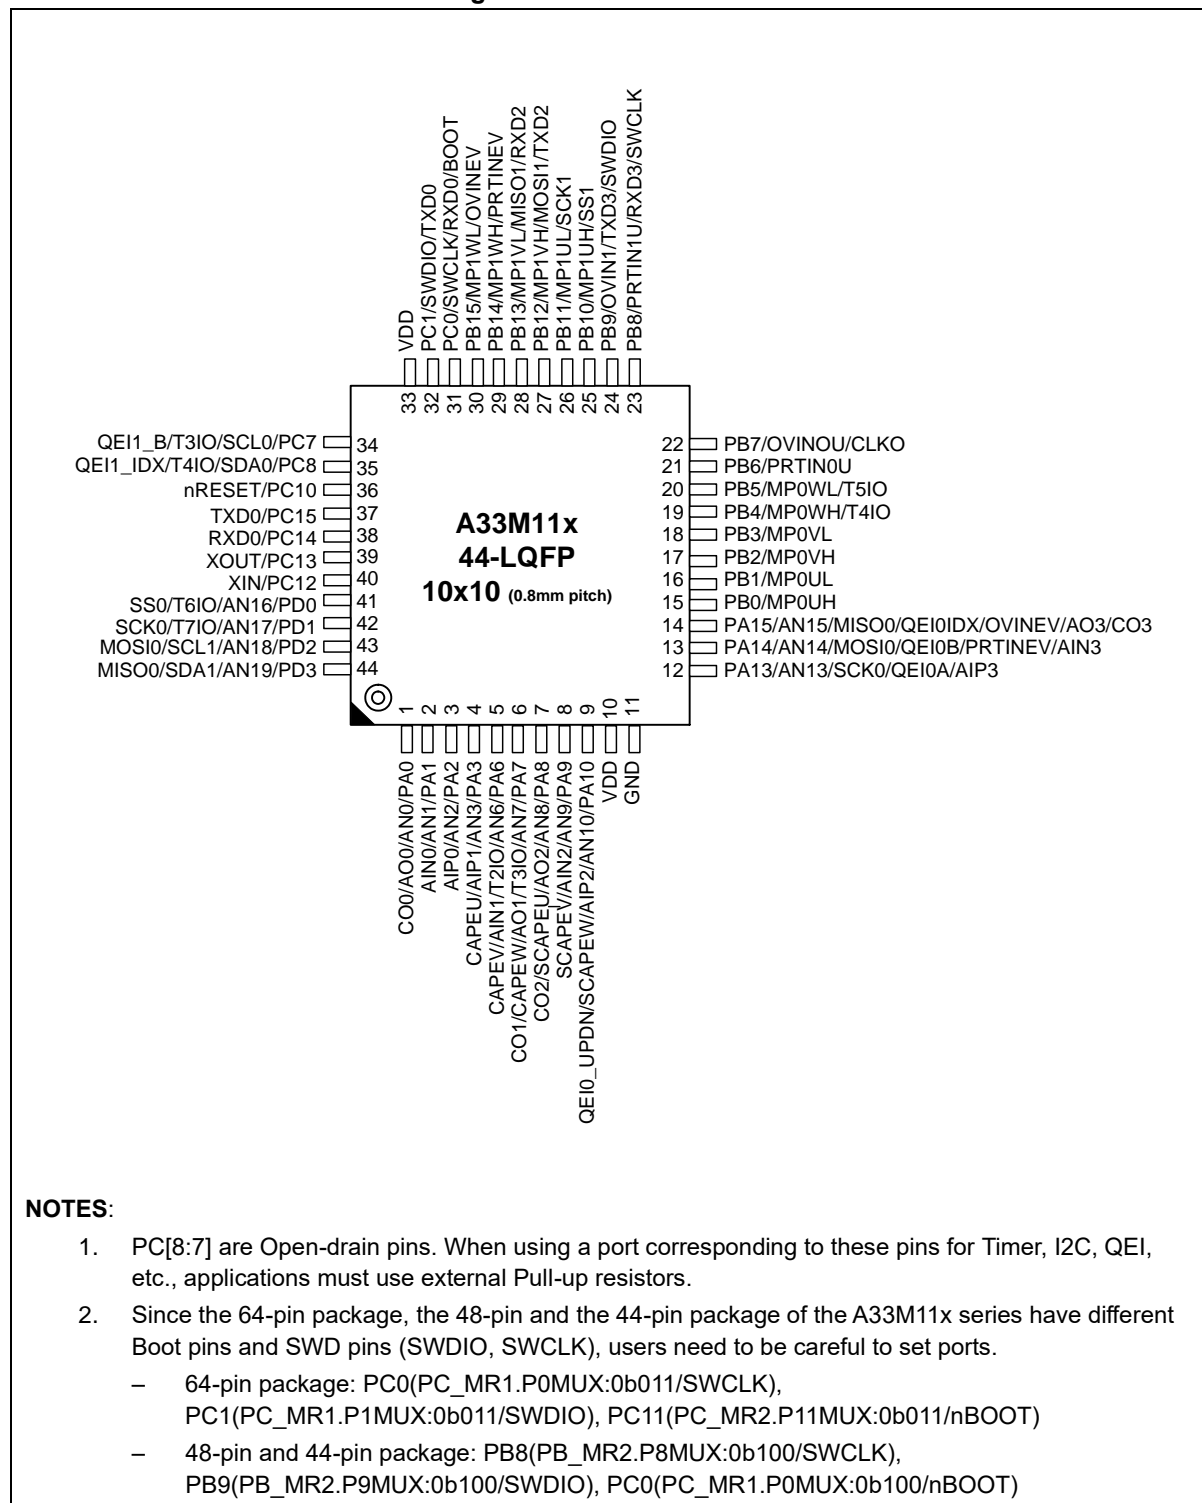 VDD
PC1/SWDIO/TXD0
PC0/SWCLK/RXD0/BOOT
PB15/MP1WL/OVINEV
PB14/MP1WH/PRTINEV
PB13/MP1VL/MISO1/RXD2
PB12/MP1VH/MOSI1/TXD2
PB11/MP1UL/SCK1
PB10/MP1UH/SS1
PB9/OVIN1/TXD3/SWDIO
PB8/PRTIN1U/RXD3/SWCLK
33 32 31 30 29 28 27 26 25 24 23
QEI1_B/T3IO/SCL0/PC7 34
QEI1_IDX/T4IO/SDA0/PC8 35
nRESET/PC10 36
TXD0/PC15 37
RXD0/PC14 38
XOUT/PC13 39
XIN/PC12 40
SS0/T6IO/AN16/PD0 41
SCK0/T7IO/AN17/PD1 42
MOSI0/SCL1/AN18/PD2 43
MISO0/SDA1/AN19/PD3 44
A33M11x
44-LQFP
10x10 (0.8mm pitch)
22 PB7/OVINOU/CLKO
21 PB6/PRTIN0U
20 PB5/MP0WL/T5IO
19 PB4/MP0WH/T4IO
18 PB3/MP0VL
17 PB2/MP0VH
16 PB1/MP0UL
15 PB0/MP0UH
14 PA15/AN15/MISO0/QEI0IDX/OVINEV/AO3/CO3
13 PA14/AN14/MOSI0/QEI0B/PRTINEV/AIN3
12 PA13/AN13/SCK0/QEI0A/AIP3
1 2 3 4 5 6 7 8 9 10 11
CO0/AO0/AN0/PA0
AIN0/AN1/PA1
AIP0/AN2/PA2
CAPEU/AIP1/AN3/PA3
CAPEV/AIN1/T2IO/AN6/PA6
CO1/CAPEW/AO1/T3IO/AN7/PA7
CO2/SCAPEU/AO2/AN8/PA8
SCAPEV/AIN2/AN9/PA9
QEI0_UPDN/SCAPEW/AIP2/AN10/PA10
VDD
GND
NOTES:
1. PC[8:7] are Open-drain pins. When using a port corresponding to these pins for Timer, I2C, QEI,
etc., applications must use external Pull-up resistors.
2. Since the 64-pin package, the 48-pin and the 44-pin package of the A33M11x series have different
Boot pins and SWD pins (SWDIO, SWCLK), users need to be careful to set ports.
– 64-pin package: PC0(PC_MR1.P0MUX:0b011/SWCLK),
PC1(PC_MR1.P1MUX:0b011/SWDIO), PC11(PC_MR2.P11MUX:0b011/nBOOT)
– 48-pin and 44-pin package: PB8(PB_MR2.P8MUX:0b100/SWCLK),
PB9(PB_MR2.P9MUX:0b100/SWDIO), PC0(PC_MR1.P0MUX:0b100/nBOOT)